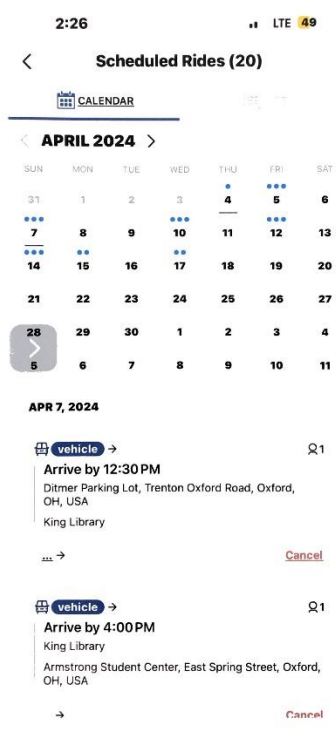 2:26 LTE 49
Scheduled Rides (20)
CALENDAR
APRIL 2024
SUN MON TUE WED THU FRI SAT
31 1 2 3 4 5 6
7 8 9 10 11 12 13
14 15 16 17 18 19 20
21 22 23 24 25 26 27
28 29 30 1 2 3 4
5 6 7 8 9 10 11
APR 7, 2024
vehicle → 1
Arrive by 12:30 PM
Ditmer Parking Lot, Trenton Oxford Road, Oxford,
OH, USA
King Library
... → Cancel
vehicle → 1
Arrive by 4:00 PM
King Library
Armstrong Student Center, East Spring Street, Oxford,
OH, USA
→ Cancel